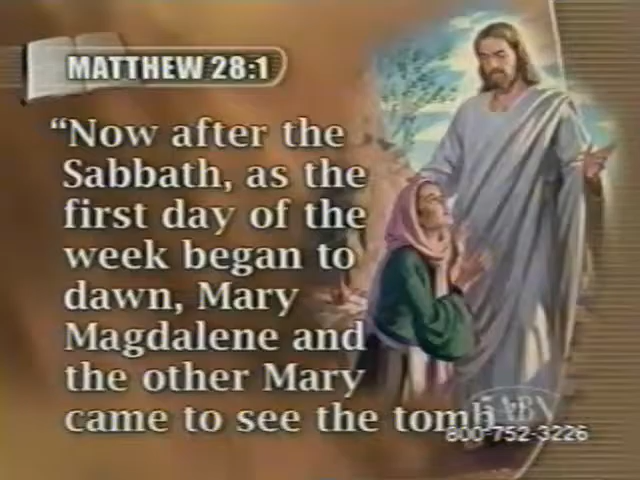 MATTHEW 28:1
“Now after the
Sabbath, as the
first day of the
week began to
dawn, Mary
Magdalene and
the other Mary
came to see the tomb
3ABN
800-752-3226